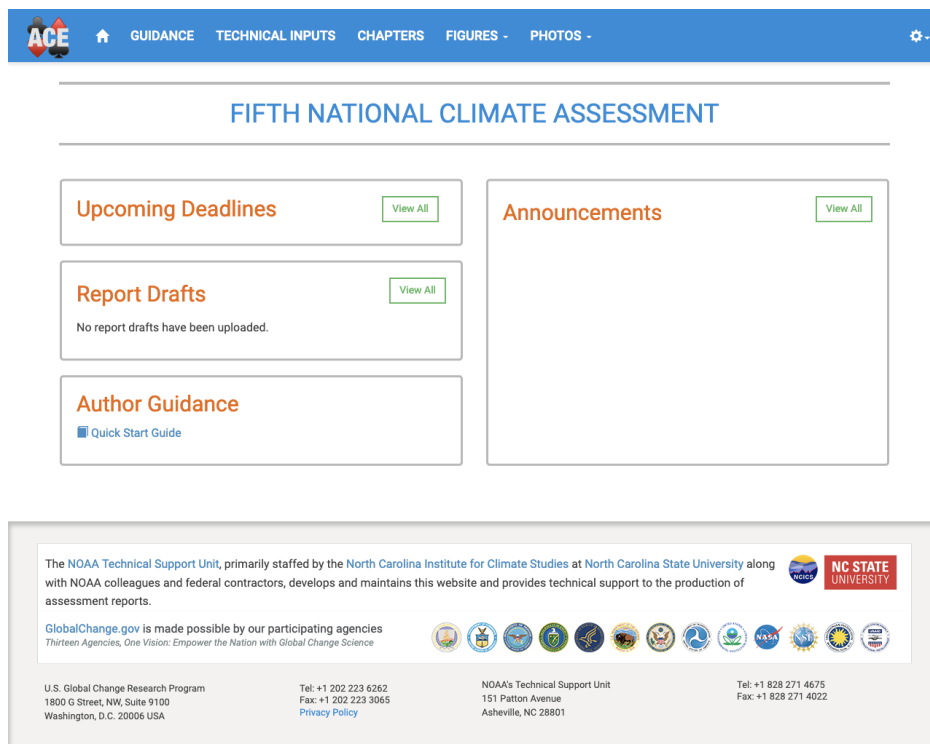 ACE
GUIDANCE TECHNICAL INPUTS CHAPTERS FIGURES - PHOTOS -
FIFTH NATIONAL CLIMATE ASSESSMENT
Upcoming Deadlines
View All
Report Drafts
View All
No report drafts have been uploaded.
Author Guidance
Quick Start Guide
Announcements
View All
The NOAA Technical Support Unit, primarily staffed by the North Carolina Institute for Climate Studies at North Carolina State University along
with NOAA colleagues and federal contractors, develops and maintains this website and provides technical support to the production of
assessment reports.
NCICS
NC STATE
UNIVERSITY
GlobalChange.gov is made possible by our participating agencies
Thirteen Agencies, One Vision: Empower the Nation with Global Change Science
NASA
NSF
USAID
U.S. Global Change Research Program
1800 G Street, NW, Suite 9100
Washington, D.C. 20006 USA
Tel: +1 202 223 6262
Fax: +1 202 223 3065
Privacy Policy
NOAA's Technical Support Unit
151 Patton Avenue
Asheville, NC 28801
Tel: +1 828 271 4675
Fax: +1 828 271 4022